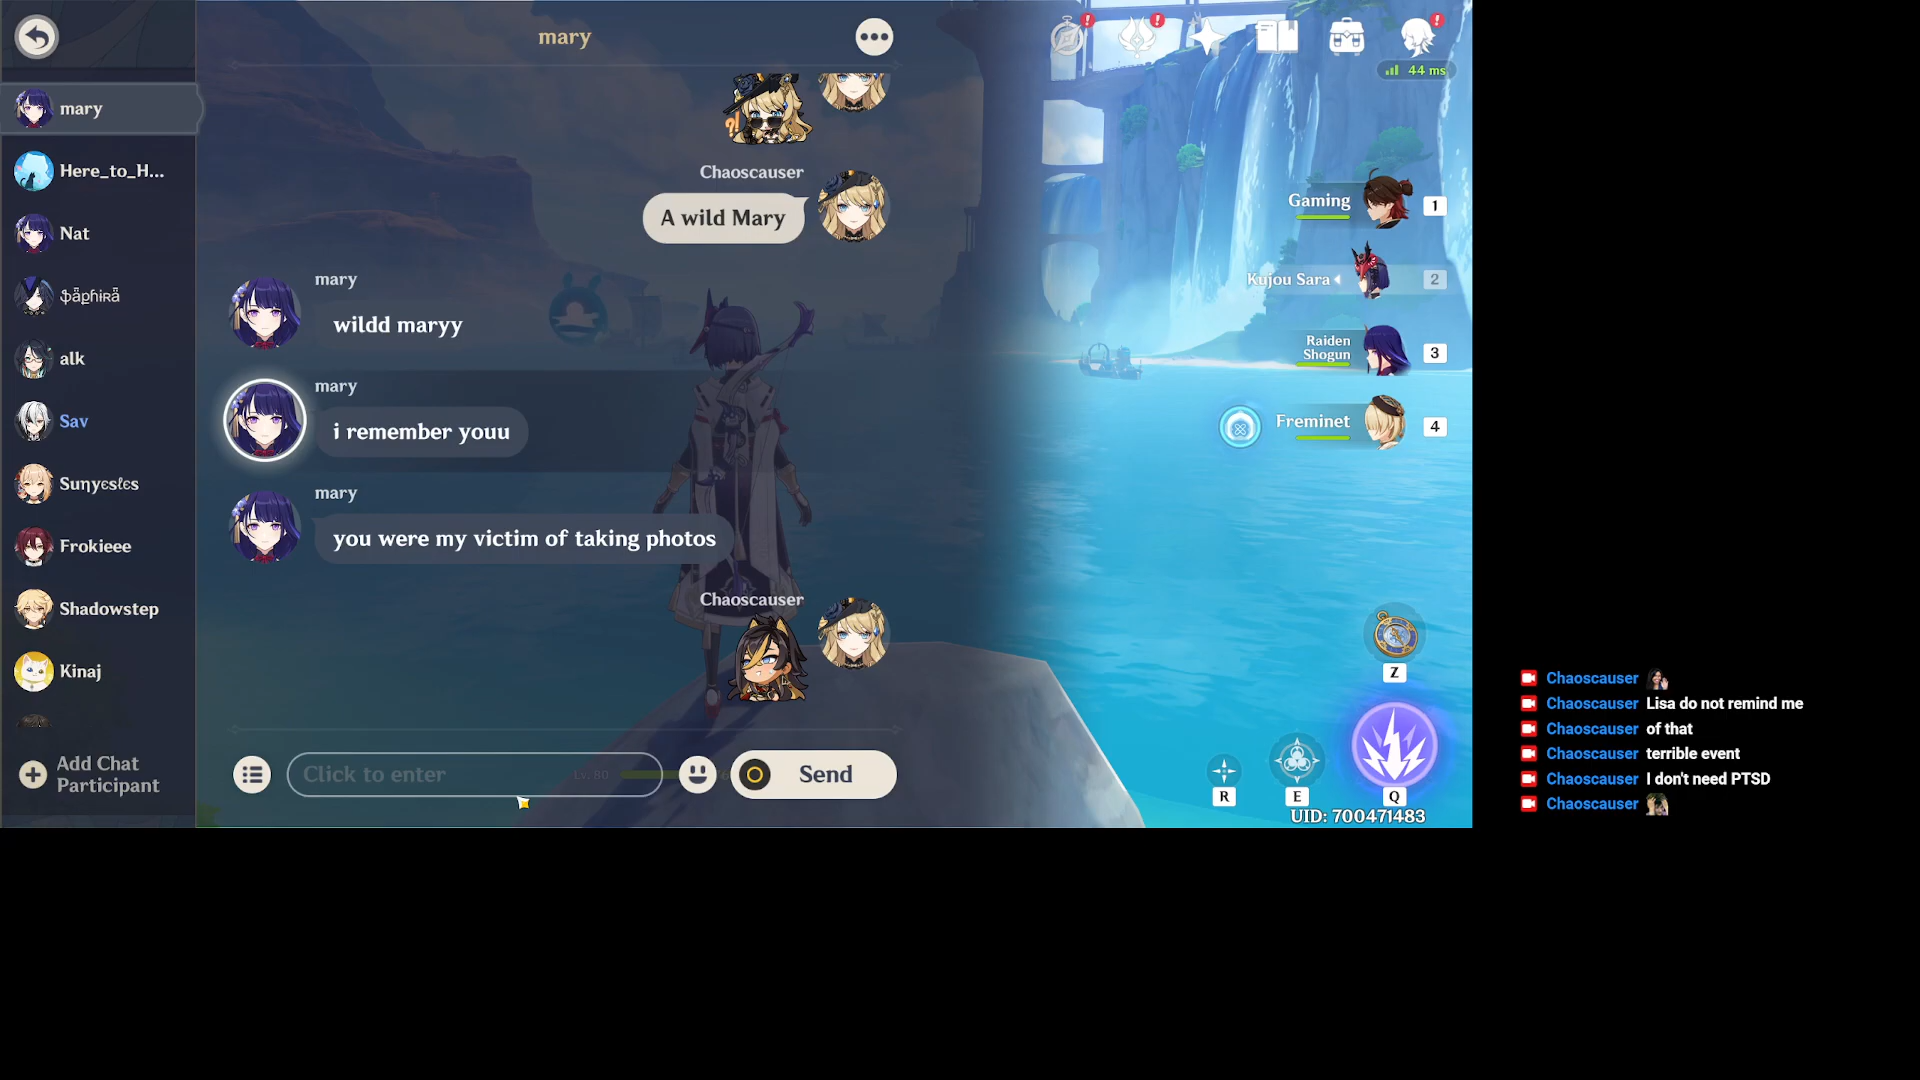 mary
mary
Here_to_H...
Nat
alk
Sav
Sunyesles
Frokieee
Shadowstep
Kinaj
Add Chat
Participant
?!
Chaoscauser
A wild Mary
mary
wildd maryy
mary
i remember youu
mary
you were my victim of taking photos
Chaoscauser
Click to enter
Lv. 80
Send
44 ms
Gaming
1
Kujou Sara
2
Raiden
Shogun
3
Freminet
4
Z
R
E
Q
UID: 700471483
Chaoscauser
Chaoscauser Lisa do not remind me
Chaoscauser of that
Chaoscauser terrible event
Chaoscauser I don't need PTSD
Chaoscauser